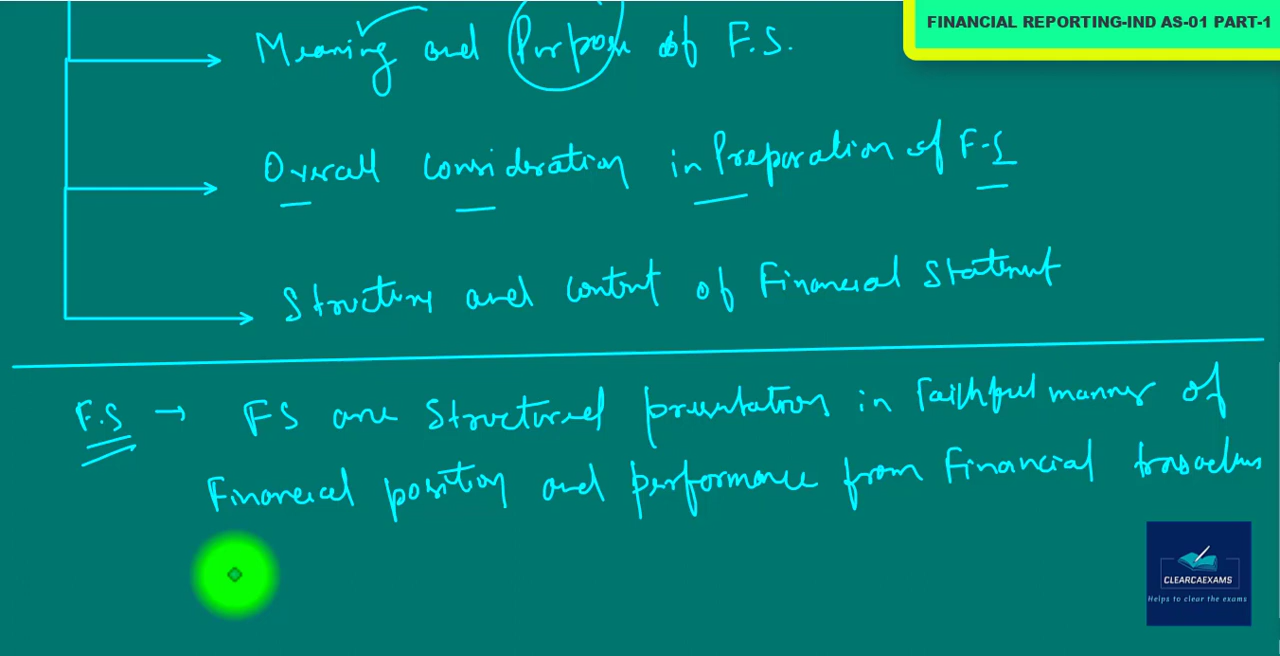 FINANCIAL REPORTING-IND AS-01 PART-1
Meaning and Purpose of F.S.
Overall consideration in Preparation of F.S
Structure and content of Financial Statement
F.S → FS are structured presentation in Faithful manner of
Financial position and performance from Financial transactions
CLEARCAEXAMS
Helps to clear the exams